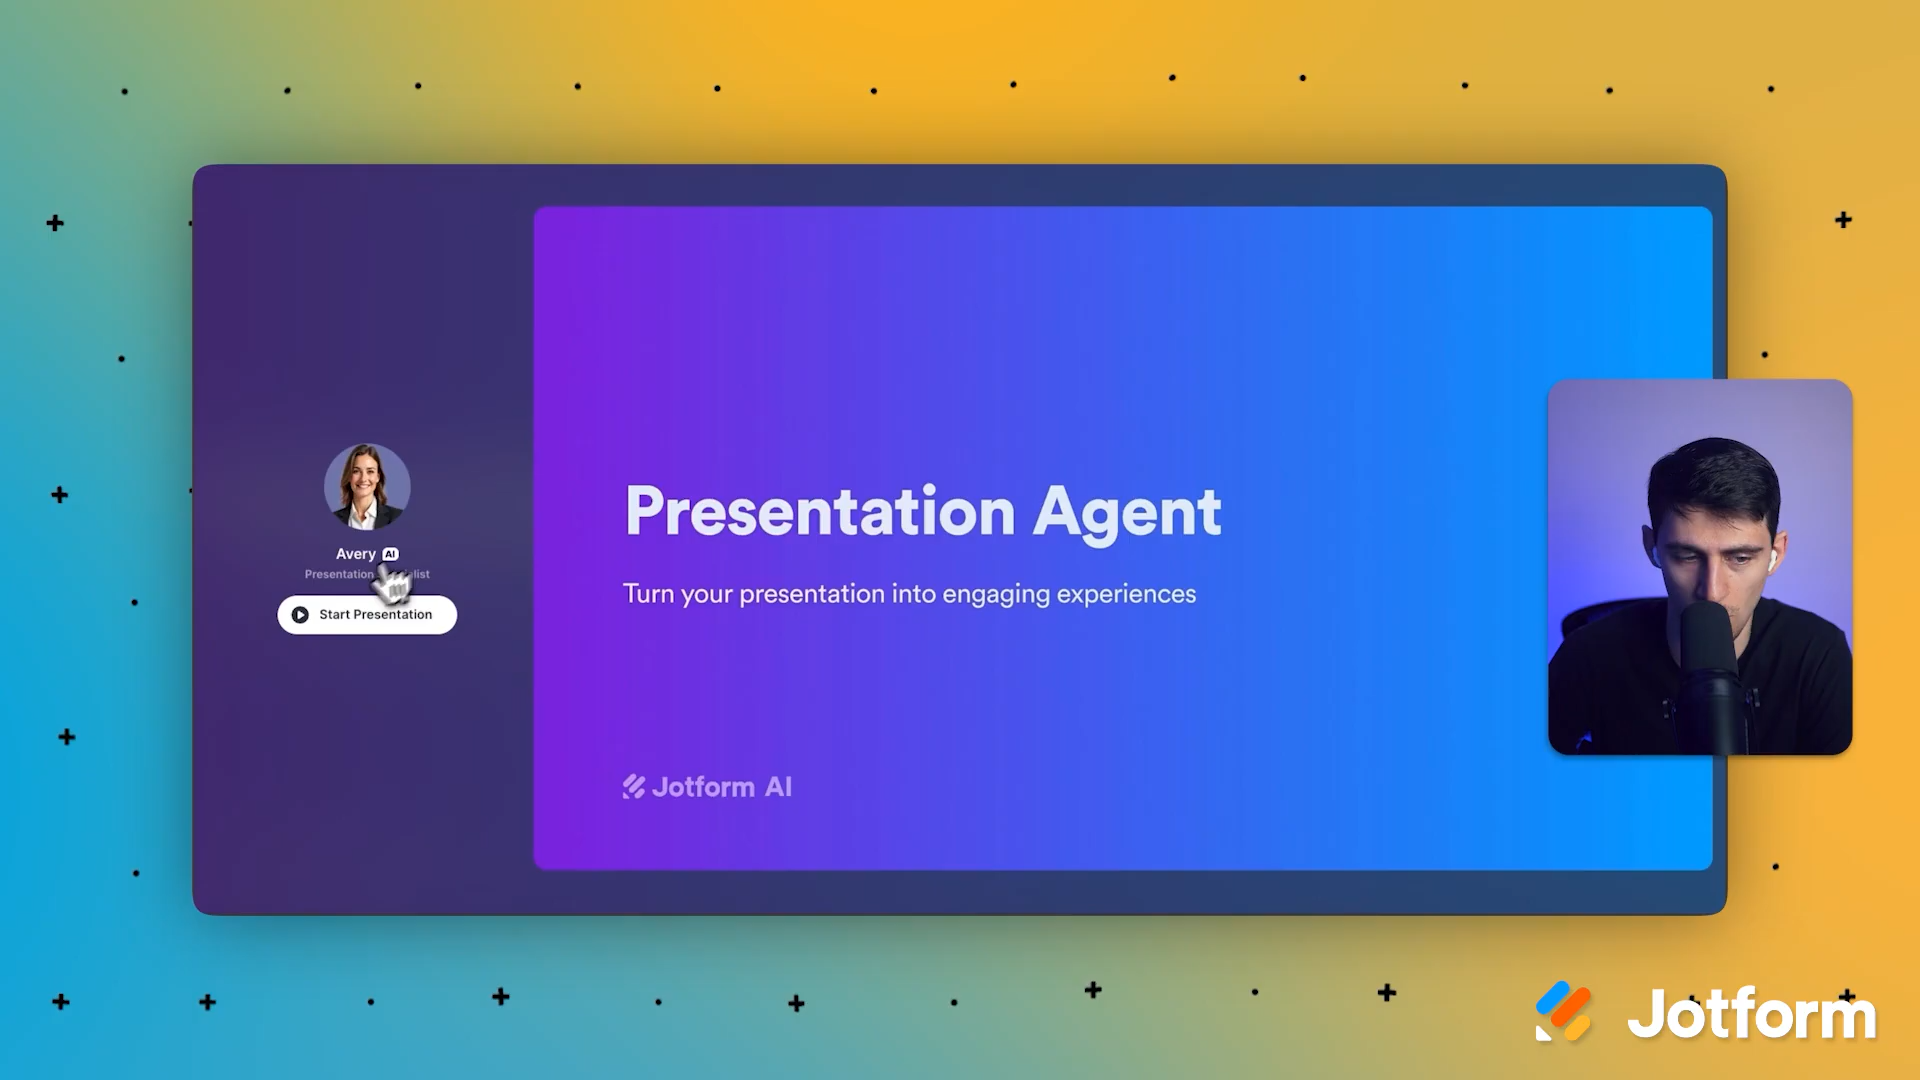 Avery AI
Presentation
Start Presentation
Presentation Agent
Turn your presentation into engaging experiences
Jotform AI
Jotform